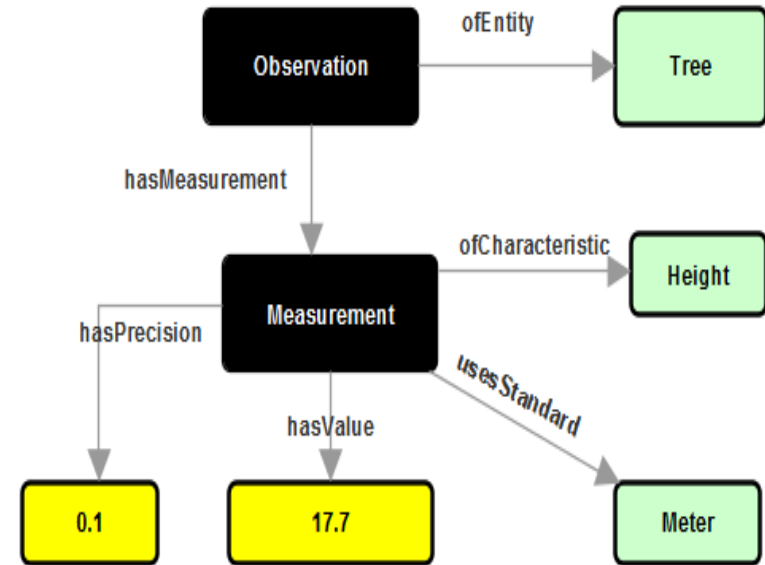 ofEntity
Observation
Tree
hasMeasurement
ofCharacteristic
Height
Measurement
hasPrecision
usesStandard
hasValue
0.1
17.7
Meter